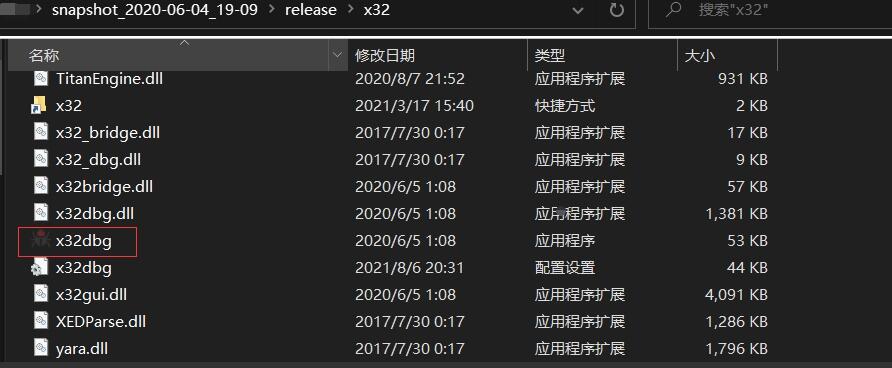 snapshot_2020-06-04_19-09 release x32 搜索"x32"
名称 修改日期 类型 大小
TitanEngine.dll 2020/8/7 21:52 应用程序扩展 931 KB
x32 2021/3/17 15:40 快捷方式 2 KB
x32_bridge.dll 2017/7/30 0:17 应用程序扩展 17 KB
x32_dbg.dll 2017/7/30 0:17 应用程序扩展 9 KB
x32bridge.dll 2020/6/5 1:08 应用程序扩展 57 KB
x32dbg.dll 2020/6/5 1:08 应用程序扩展 1,381 KB
x32dbg 2020/6/5 1:08 应用程序 53 KB
x32dbg 2021/8/6 20:31 配置设置 44 KB
x32gui.dll 2020/6/5 1:08 应用程序扩展 4,091 KB
XEDParse.dll 2017/7/30 0:17 应用程序扩展 1,286 KB
yara.dll 2017/7/30 0:17 应用程序扩展 1,796 KB